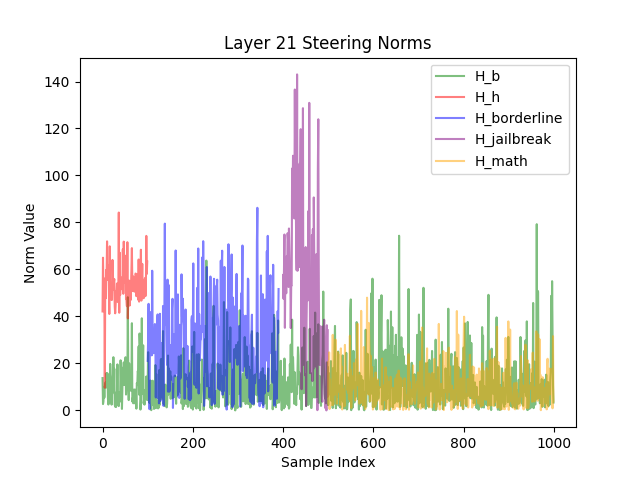 Layer 21 Steering Norms
H_b
H_h
H_borderline
H_jailbreak
H_math
Norm Value
140
120
100
80
60
40
20
0
0
200
400
600
800
1000
Sample Index